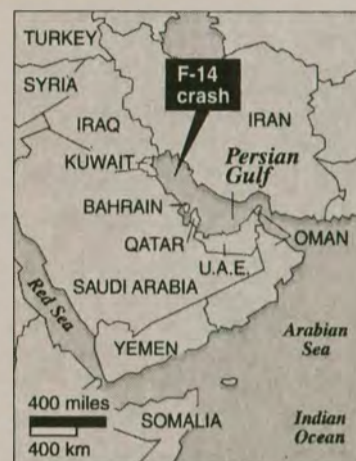 TURKEY
SYRIA
F-14
crash
IRAQ
IRAN
KUWAIT
Persian
Gulf
BAHRAIN
QATAR
OMAN
U.A.E.
SAUDI ARABIA
Red Sea
Arabian
Sea
YEMEN
400 miles
400 km
SOMALIA
Indian
Ocean